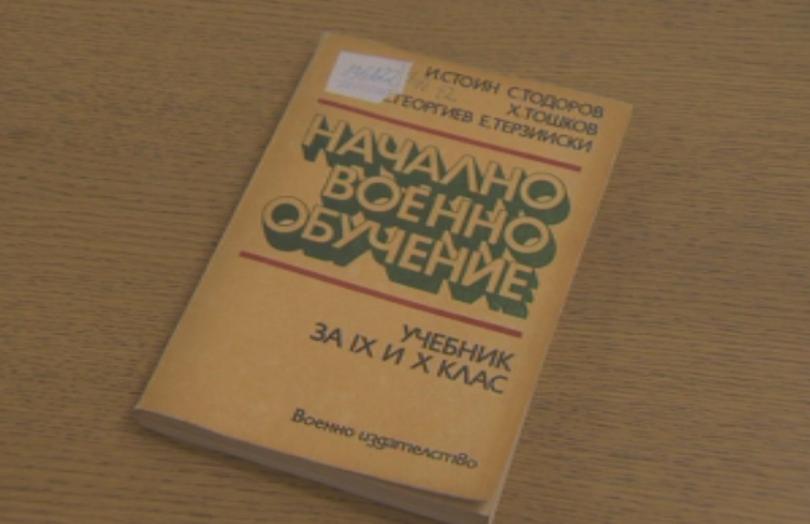 И.СТОИН С.ТОДОРОВ
Х.ТОШКОВ
ГЕОРГИЕВ Е.ТЕРЗИЙСКИ
НАЧАЛНО
ВОЕННО
ОБУЧЕНИЕ
УЧЕБНИК
ЗА IX И X КЛАС
Военно издателство